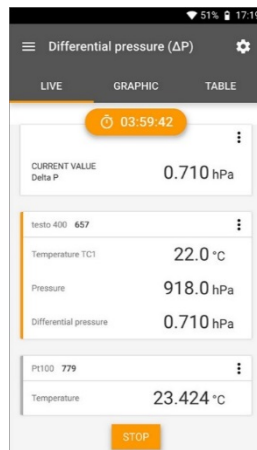 51% 17:19
Differential pressure (ΔP)
LIVE GRAPHIC TABLE
03:59:42
CURRENT VALUE
Delta P 0.710 hPa
testo 400 657
Temperature TC1 22.0 °C
Pressure 918.0 hPa
Differential pressure 0.710 hPa
Pt100 779
Temperature 23.424 °C
STOP